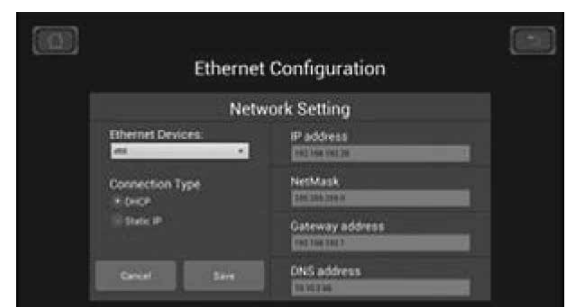 Ethernet Configuration
Network Setting
Ethernet Devices:
Connection Type
DHCP
Static IP
Cancel
Save
IP address
NetMask
Gateway address
DNS address